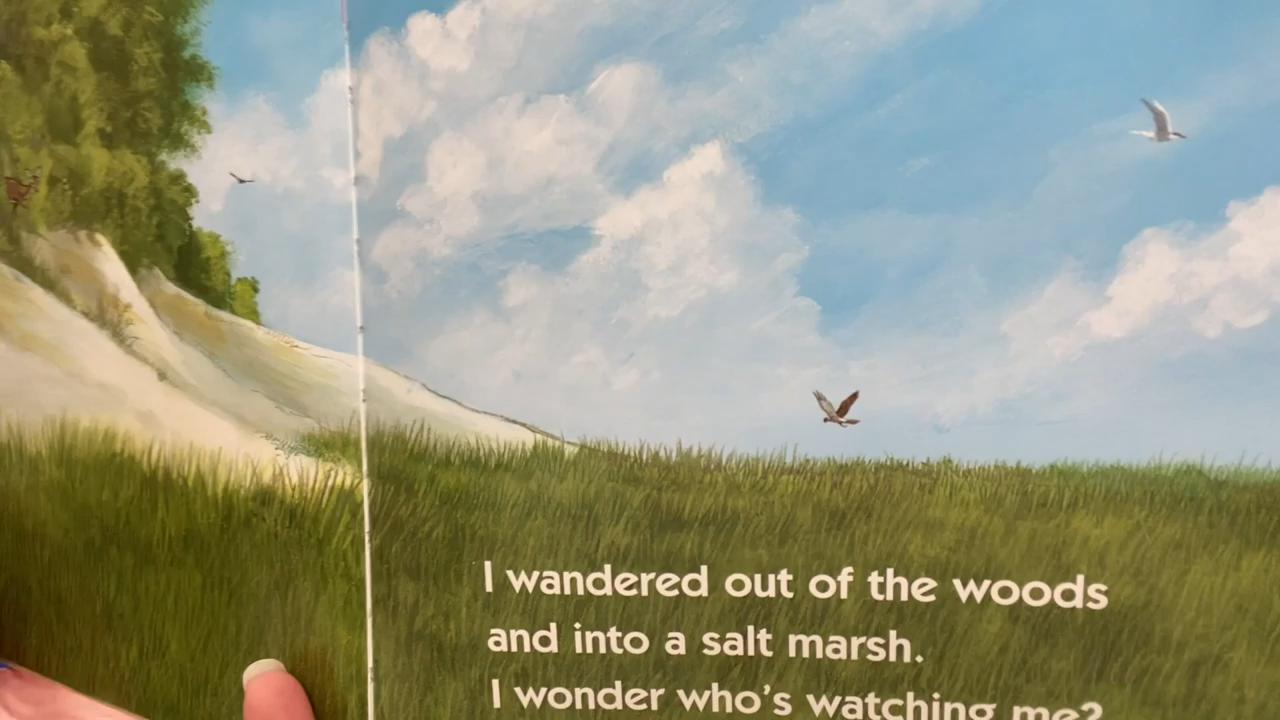 I wandered out of the woods
and into a salt marsh.
I wonder who's watching me?